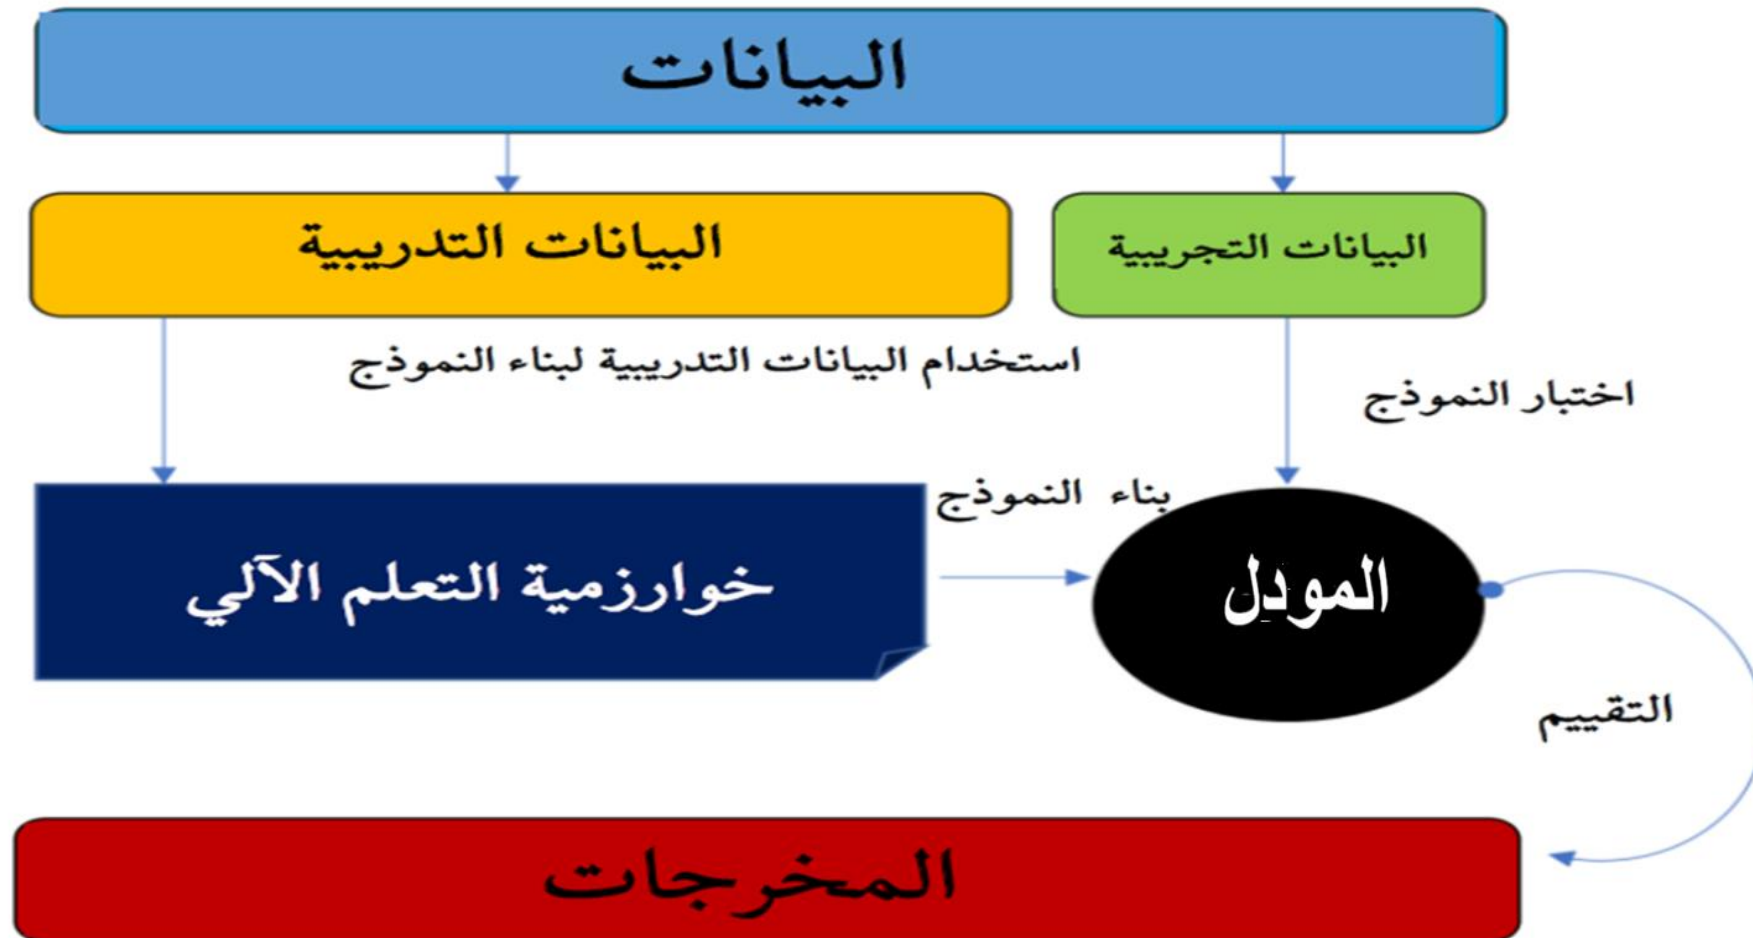 البيانات
البيانات التجريبية
البيانات التدريبية
استخدام البيانات التدريبية لبناء النموذج
اختبار النموذج
بناء النموذج
المودِل
خوارزمية التعلم الآلي
التقييم
المخرجات